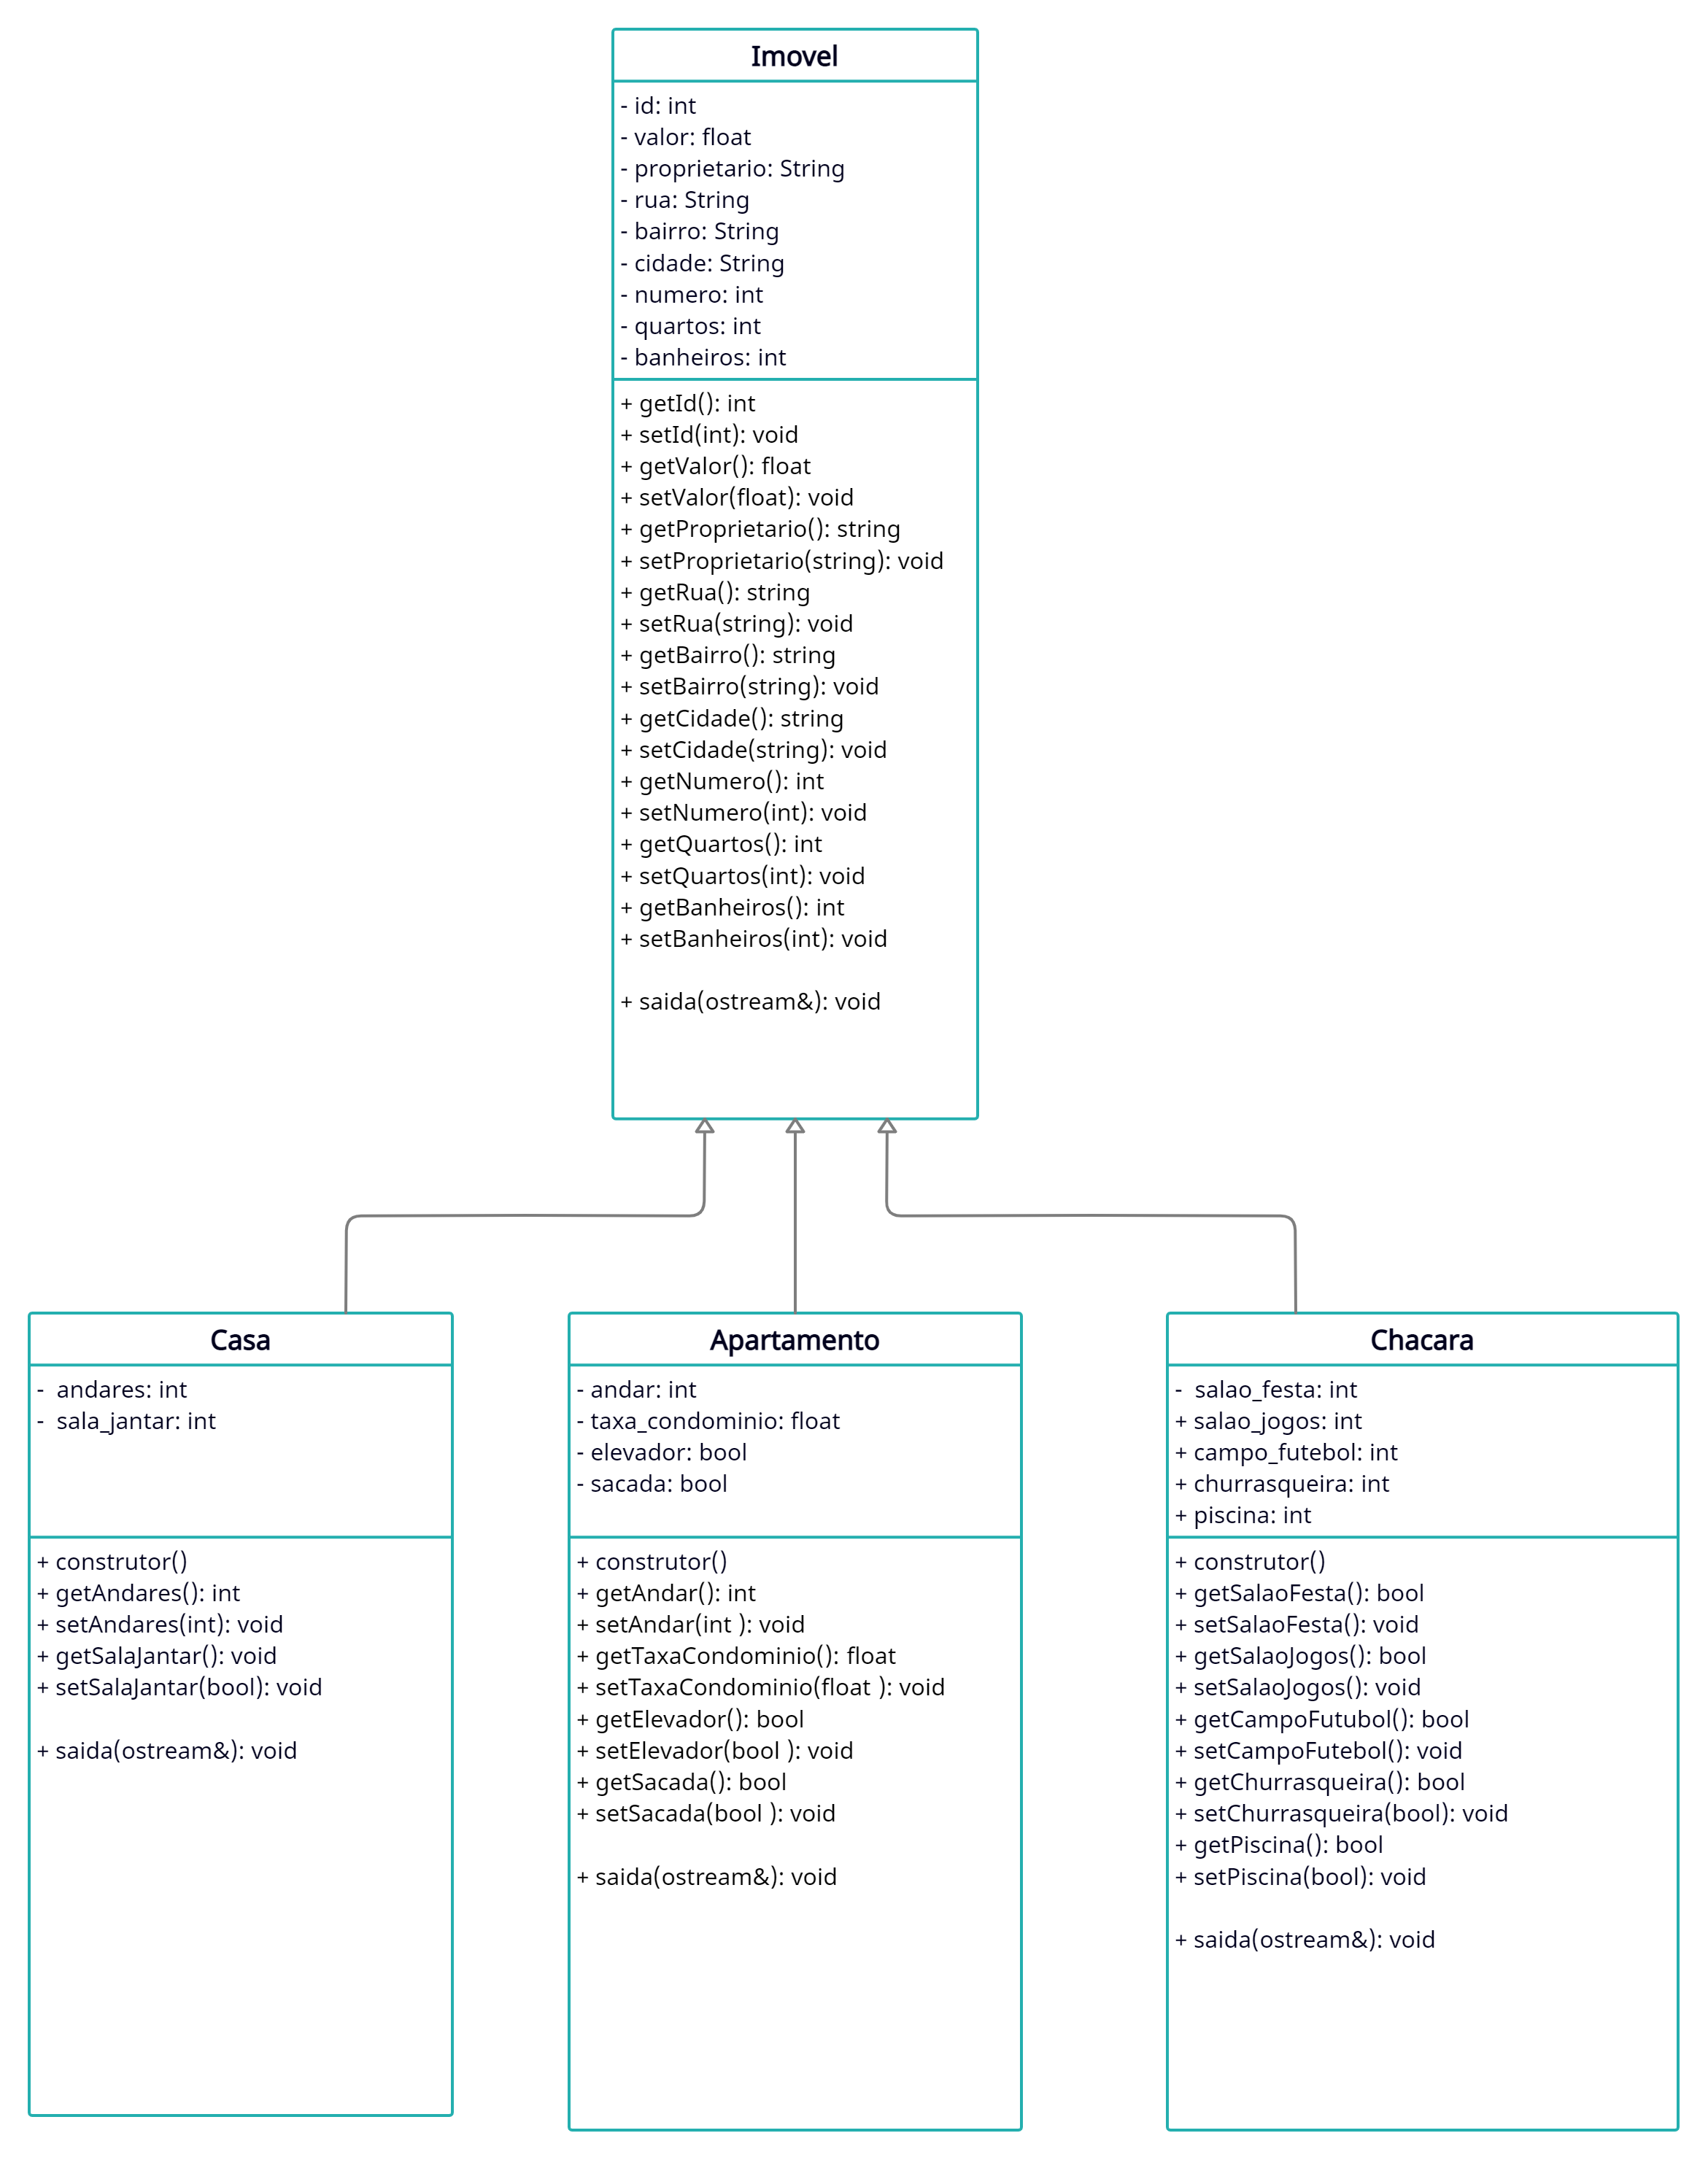 Imovel
- id: int
- valor: float
- proprietario: String
- rua: String
- bairro: String
- cidade: String
- numero: int
- quartos: int
- banheiros: int
+ getId(): int
+ setId(int): void
+ getValor(): float
+ setValor(float): void
+ getProprietario(): string
+ setProprietario(string): void
+ getRua(): string
+ setRua(string): void
+ getBairro(): string
+ setBairro(string): void
+ getCidade(): string
+ setCidade(string): void
+ getNumero(): int
+ setNumero(int): void
+ getQuartos(): int
+ setQuartos(int): void
+ getBanheiros(): int
+ setBanheiros(int): void
+ saida(ostream&): void
Casa
- andares: int
- sala_jantar: int
+ construtor()
+ getAndares(): int
+ setAndares(int): void
+ getSalaJantar(): void
+ setSalaJantar(bool): void
+ saida(ostream&): void
Apartamento
- andar: int
- taxa_condominio: float
- elevador: bool
- sacada: bool
+ construtor()
+ getAndar(): int
+ setAndar(int ): void
+ getTaxaCondominio(): float
+ setTaxaCondominio(float ): void
+ getElevador(): bool
+ setElevador(bool ): void
+ getSacada(): bool
+ setSacada(bool ): void
+ saida(ostream&): void
Chacara
- salao_festa: int
+ salao_jogos: int
+ campo_futebol: int
+ churrasqueira: int
+ piscina: int
+ construtor()
+ getSalaoFesta(): bool
+ setSalaoFesta(): void
+ getSalaoJogos(): bool
+ setSalaoJogos(): void
+ getCampoFutubol(): bool
+ setCampoFutebol(): void
+ getChurrasqueira(): bool
+ setChurrasqueira(bool): void
+ getPiscina(): bool
+ setPiscina(bool): void
+ saida(ostream&): void